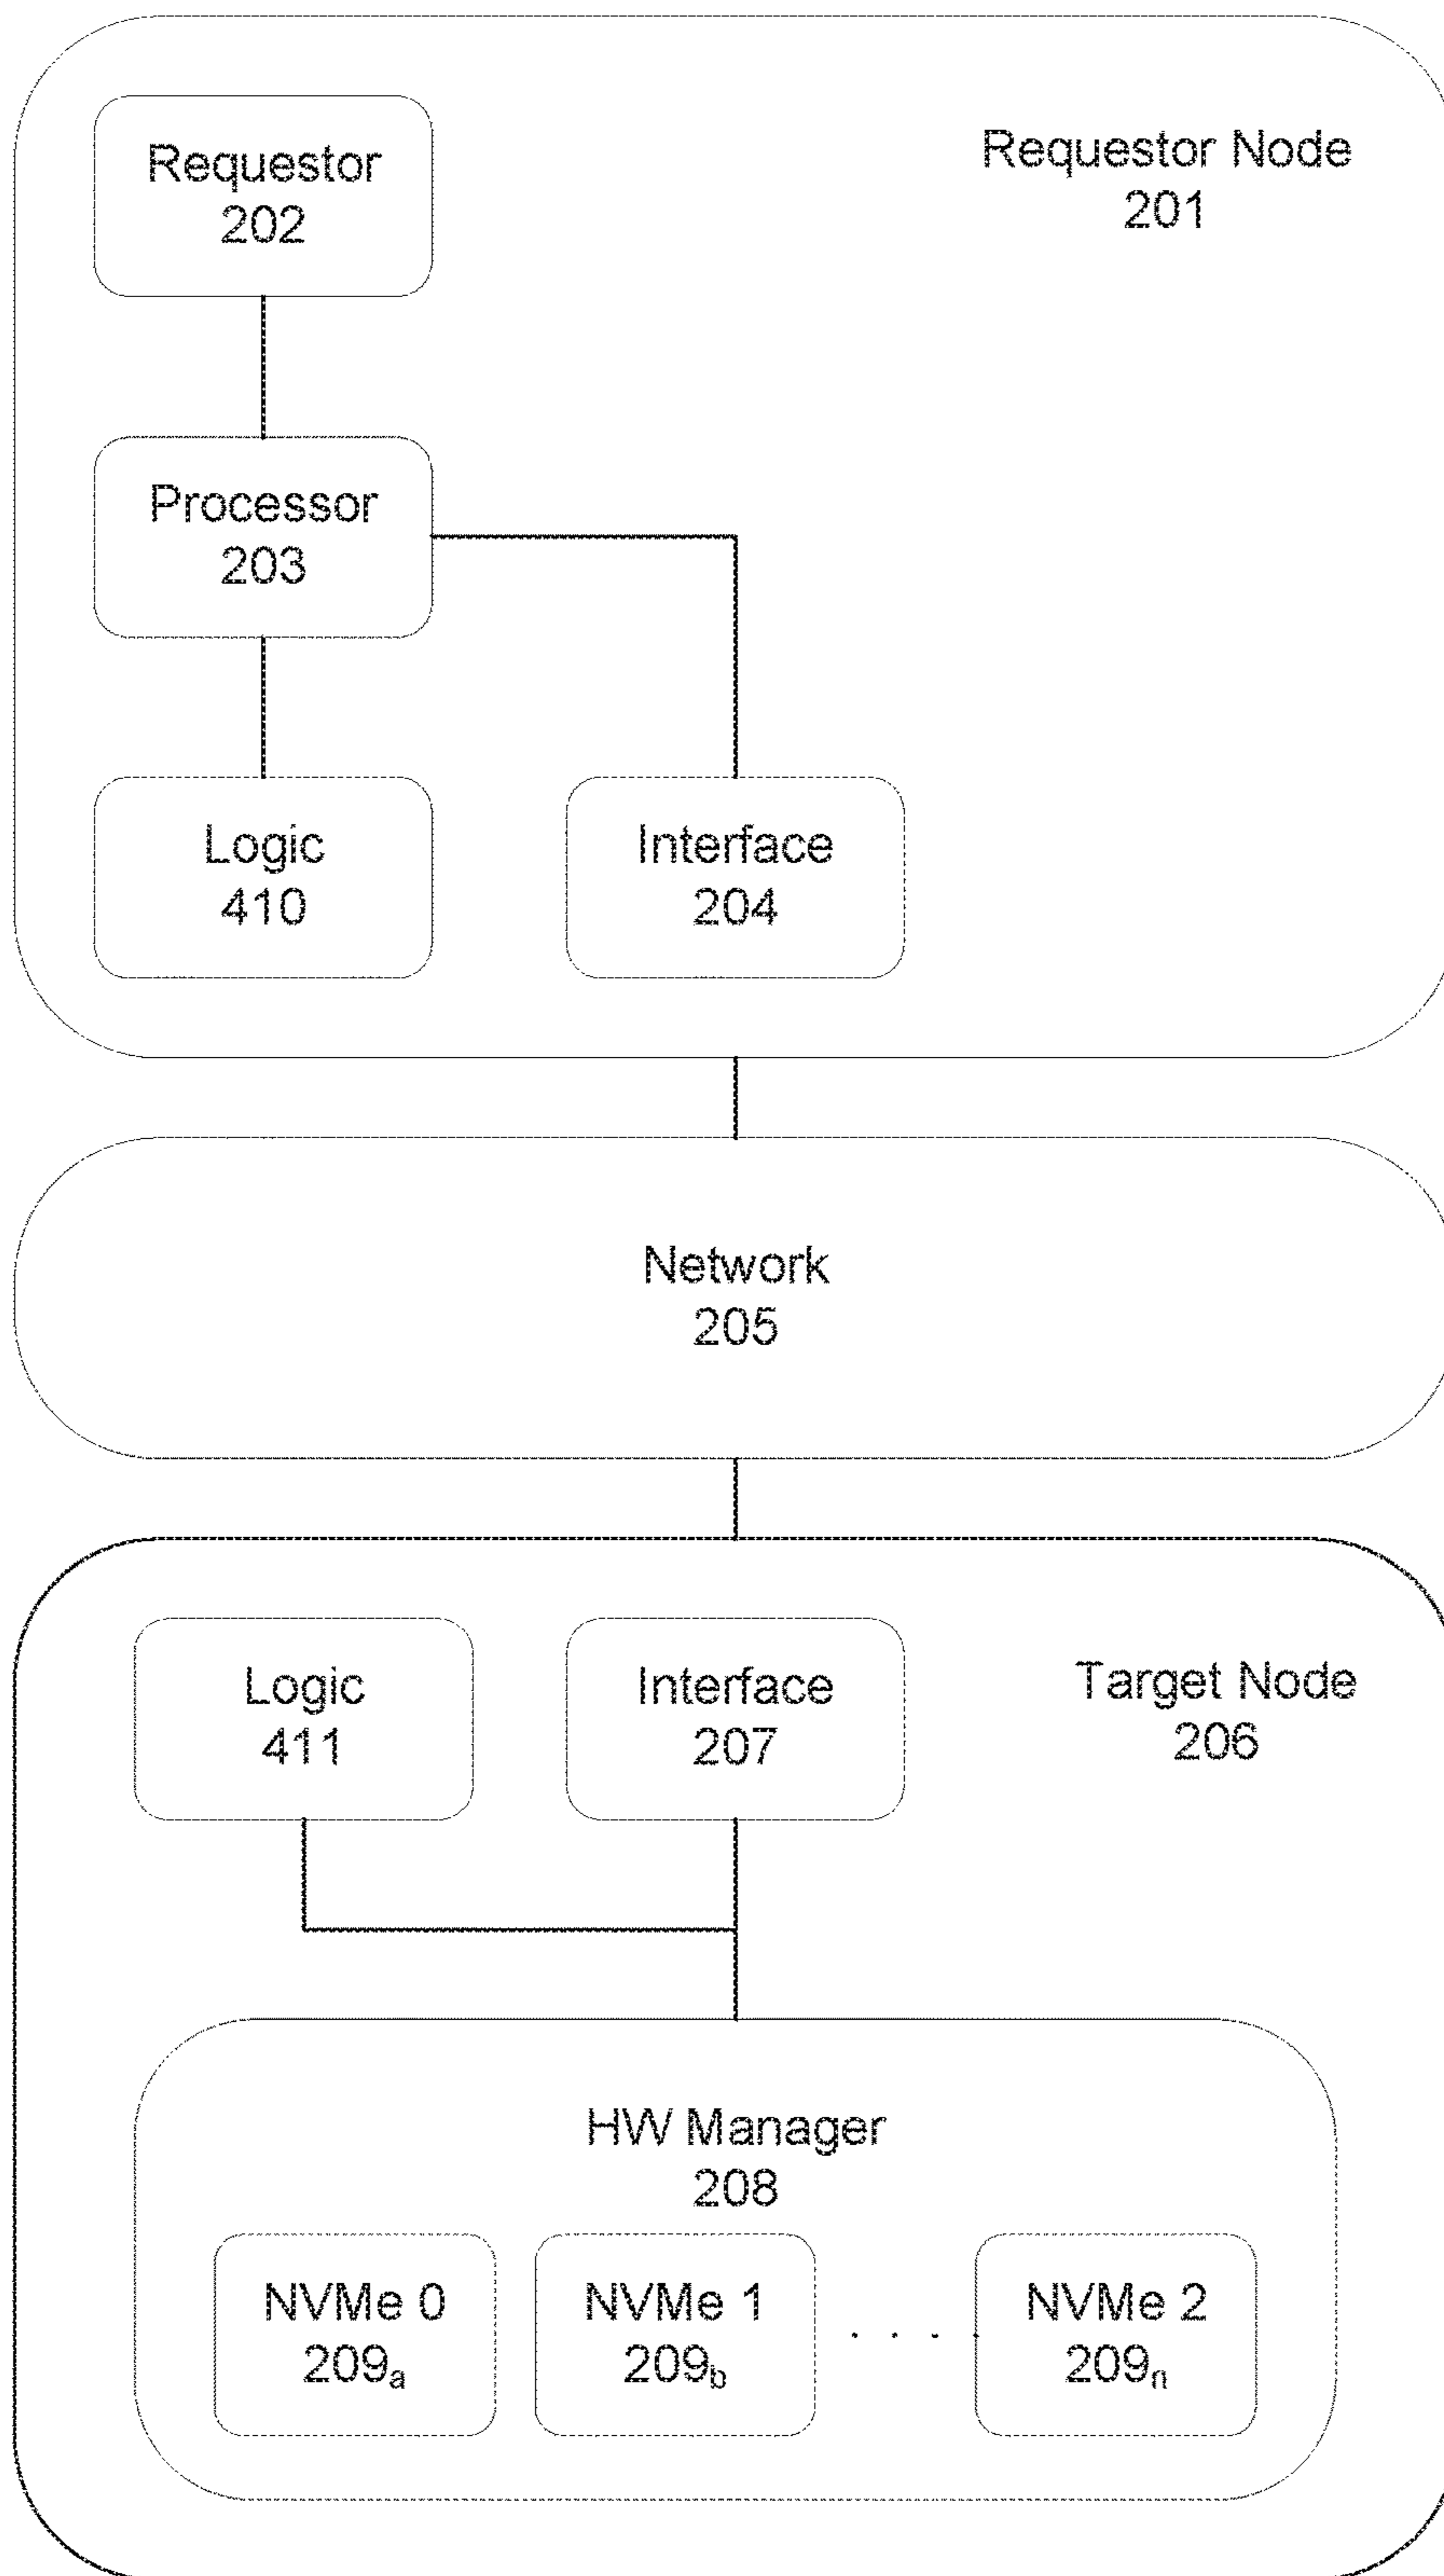 Requestor
202
Requestor Node
201
Processor
203
Logic
410
Interface
204
Network
205
Logic
411
Interface
207
Target Node
206
HW Manager
208
NVMe 0
209a
NVMe 1
209b
. . . .
NVMe 2
209n